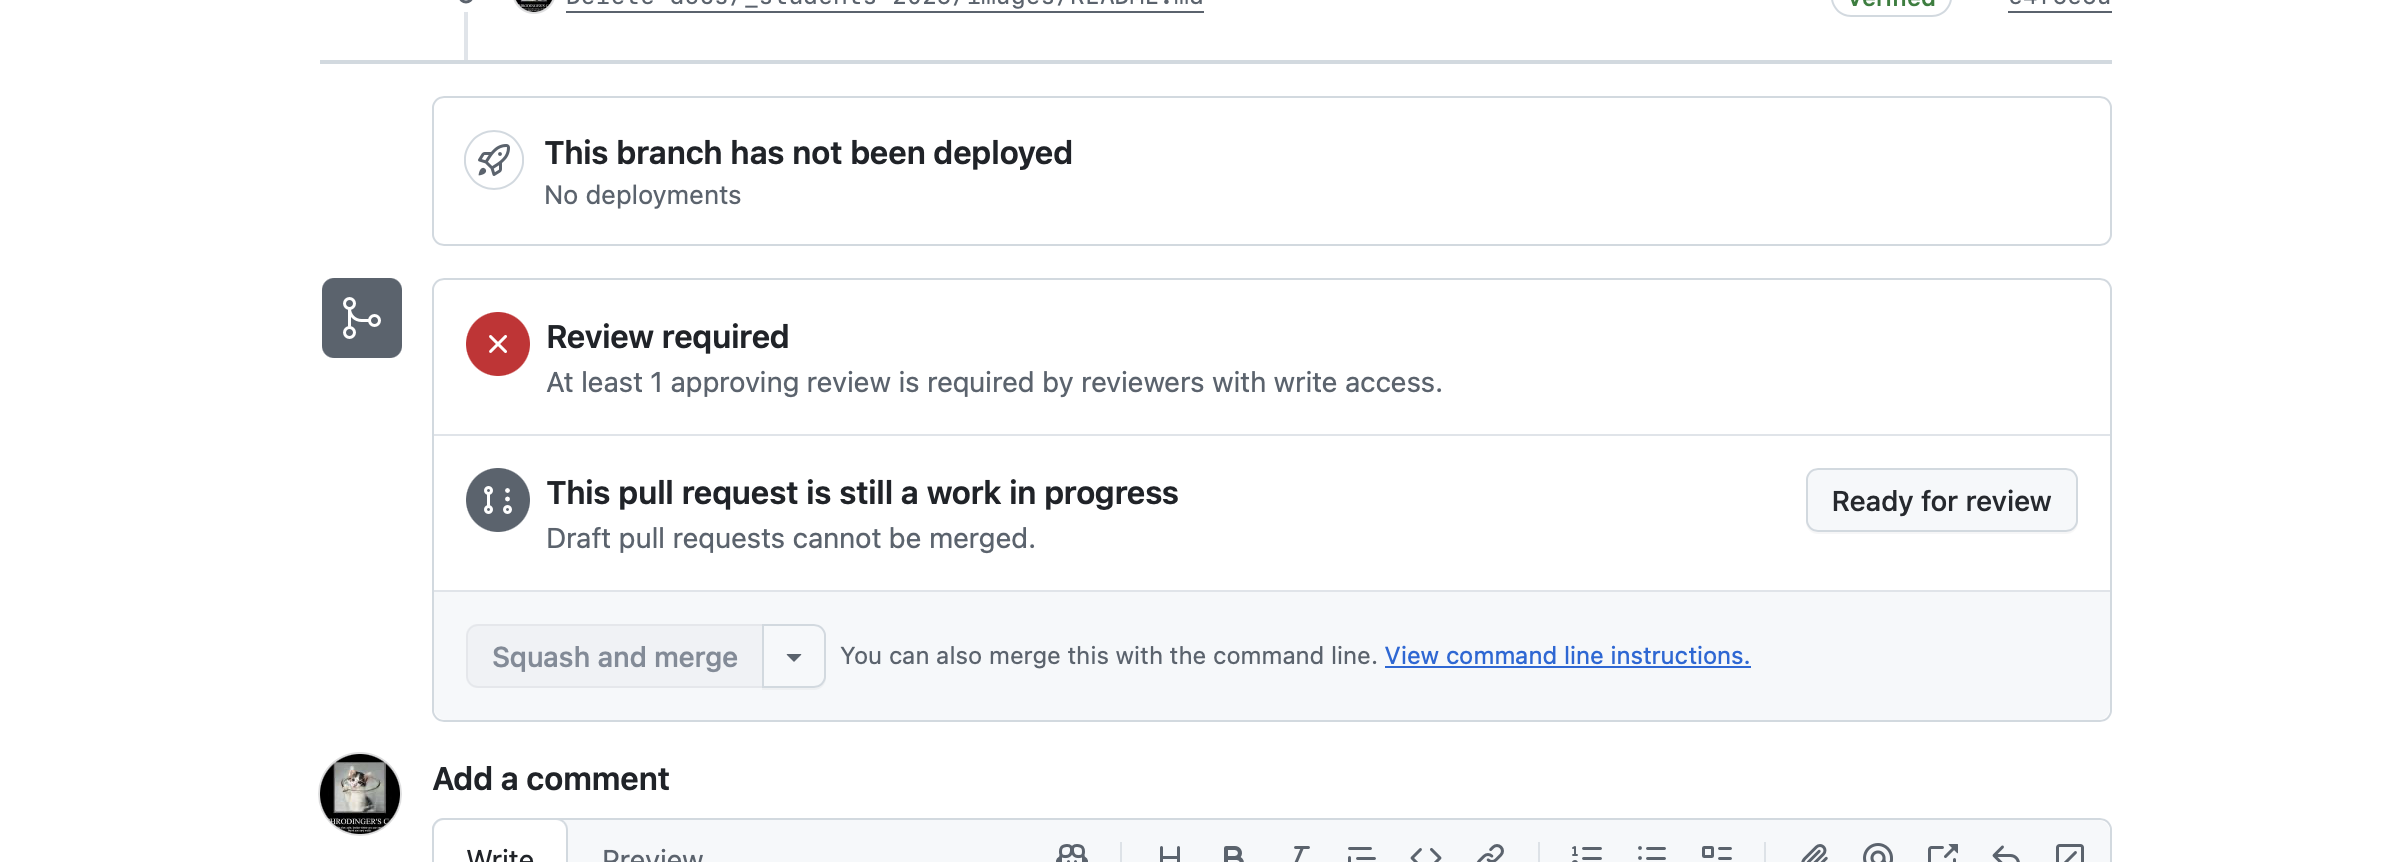 Delete docs/_students-2023/images/README.md
Verified
This branch has not been deployed
No deployments
Review required
At least 1 approving review is required by reviewers with write access.
This pull request is still a work in progress
Draft pull requests cannot be merged.
Ready for review
Squash and merge
You can also merge this with the command line. View command line instructions.
Add a comment
Write
Preview